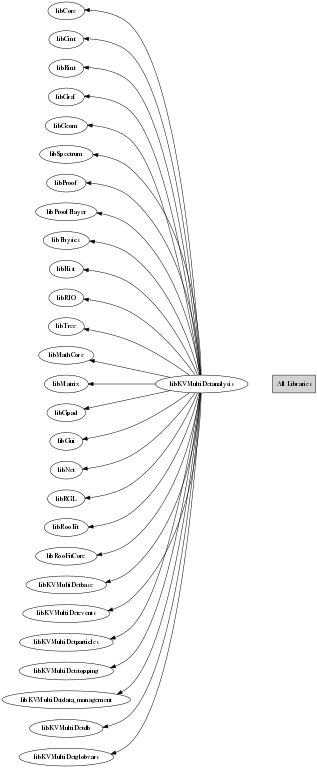 libCore
libCint
libRint
libGraf
libGeom
libSpectrum
libProof
libProofPlayer
libPhysics
libHist
libRIO
libTree
libMathCore
libMatrix
libKVMultiDetanalysis
All Libraries
libGpad
libGui
libNet
libRGL
libRooFit
libRooFitCore
libKVMultiDetbase
libKVMultiDetevents
libKVMultiDetparticles
libKVMultiDetstopping
libKVMultiDetdata_management
libKVMultiDetdb
libKVMultiDetglobvars